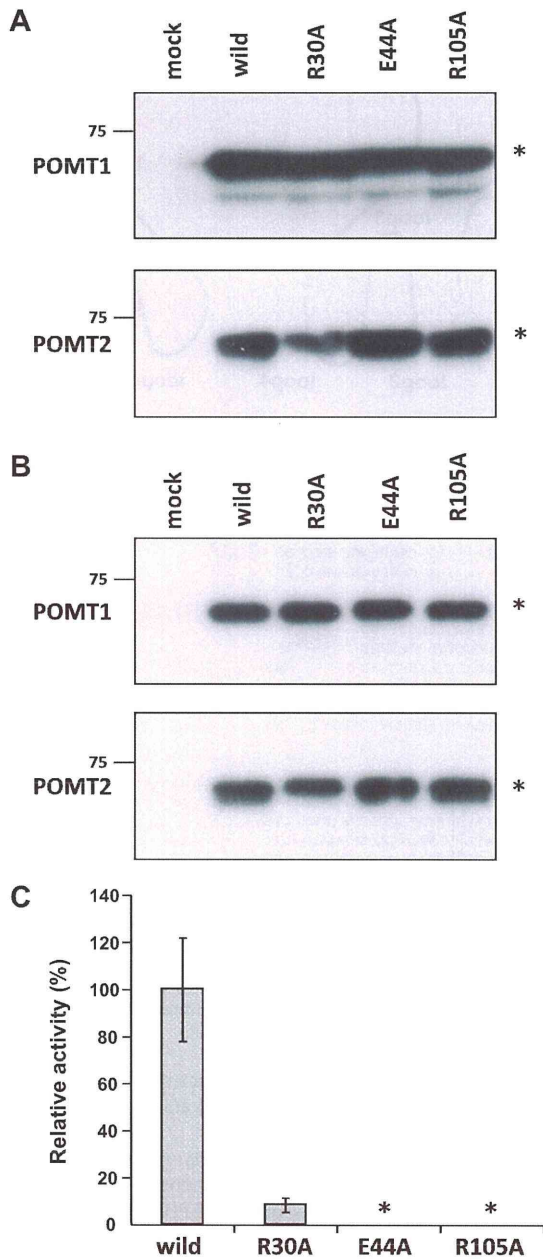 A
mock
wild
R30A
E44A
R105A
75
POMT1
*
75
POMT2
*
B
mock
wild
R30A
E44A
R105A
75
POMT1
*
75
POMT2
*
C
140
120
100
80
60
40
20
0
Relative activity (%)
* *
wild R30A E44A R105A